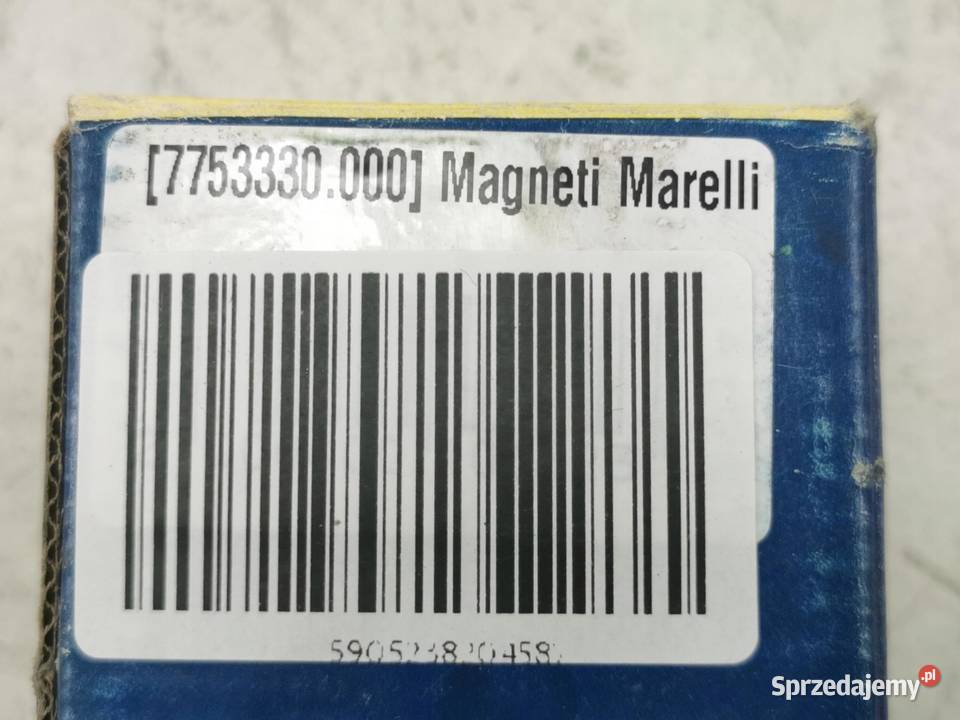 [7753330.000] Magneti Marelli
Sprzedajemy.pl